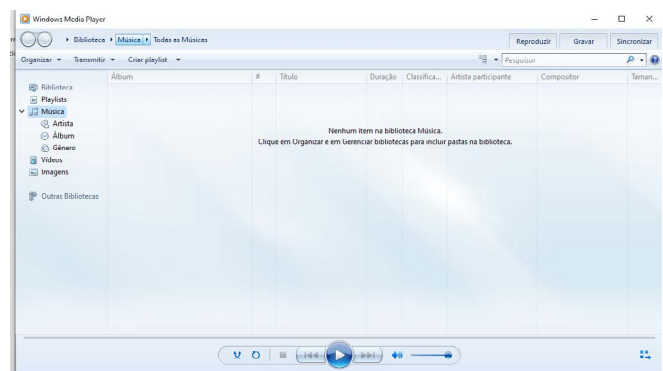 Windows Media Player
Biblioteca Música Todas as Músicas
Reproduzir Gravar Sincronizar
Organizar Transmitir Criar playlist
Pesquisar
Álbum # Título Duração Classifica... Artista participante Compositor Taman...
Biblioteca
Playlists
Música
Artista
Álbum
Gênero
Vídeos
Imagens
Outras Bibliotecas
Nenhum item na biblioteca Música.
Clique em Organizar e em Gerenciar bibliotecas para incluir pastas na biblioteca.